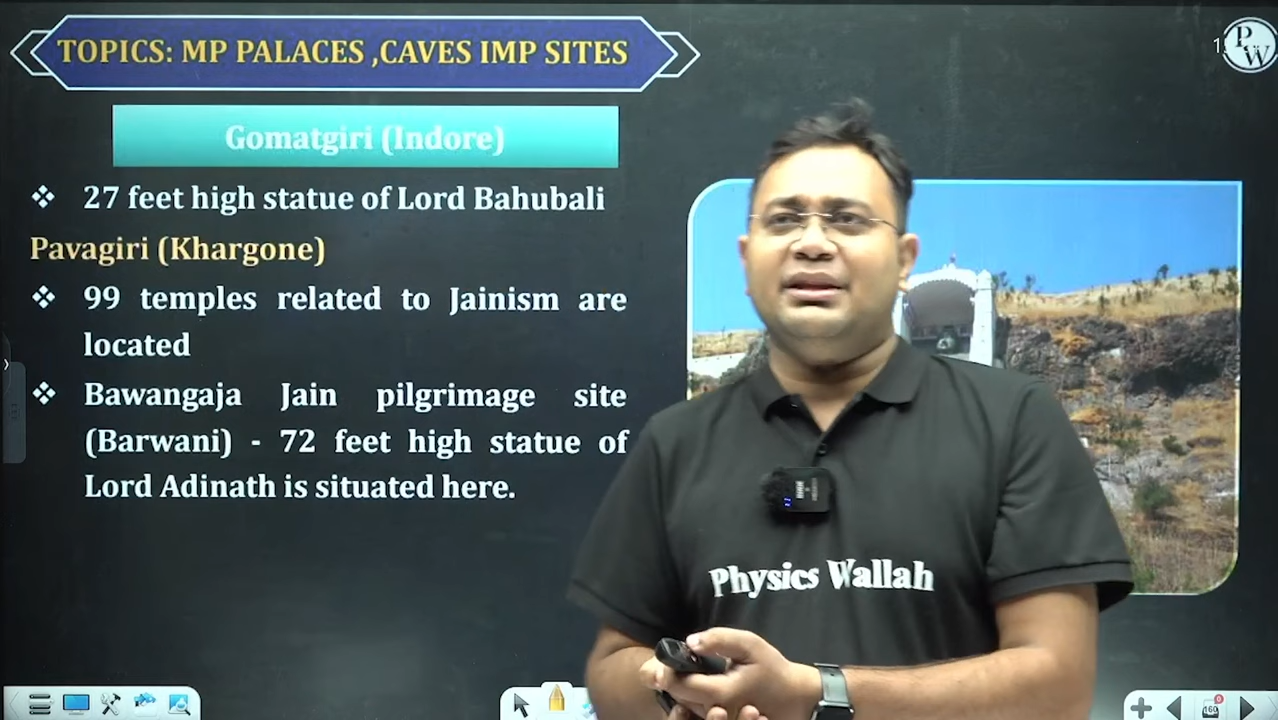 TOPICS: MP PALACES ,CAVES IMP SITES
PW
Gomatgiri (Indore)
❖ 27 feet high statue of Lord Bahubali
Pavagiri (Khargone)
❖ 99 temples related to Jainism are
located
❖ Bawangaja Jain pilgrimage site
(Barwani) - 72 feet high statue of
Lord Adinath is situated here.
Physics Wallah
160